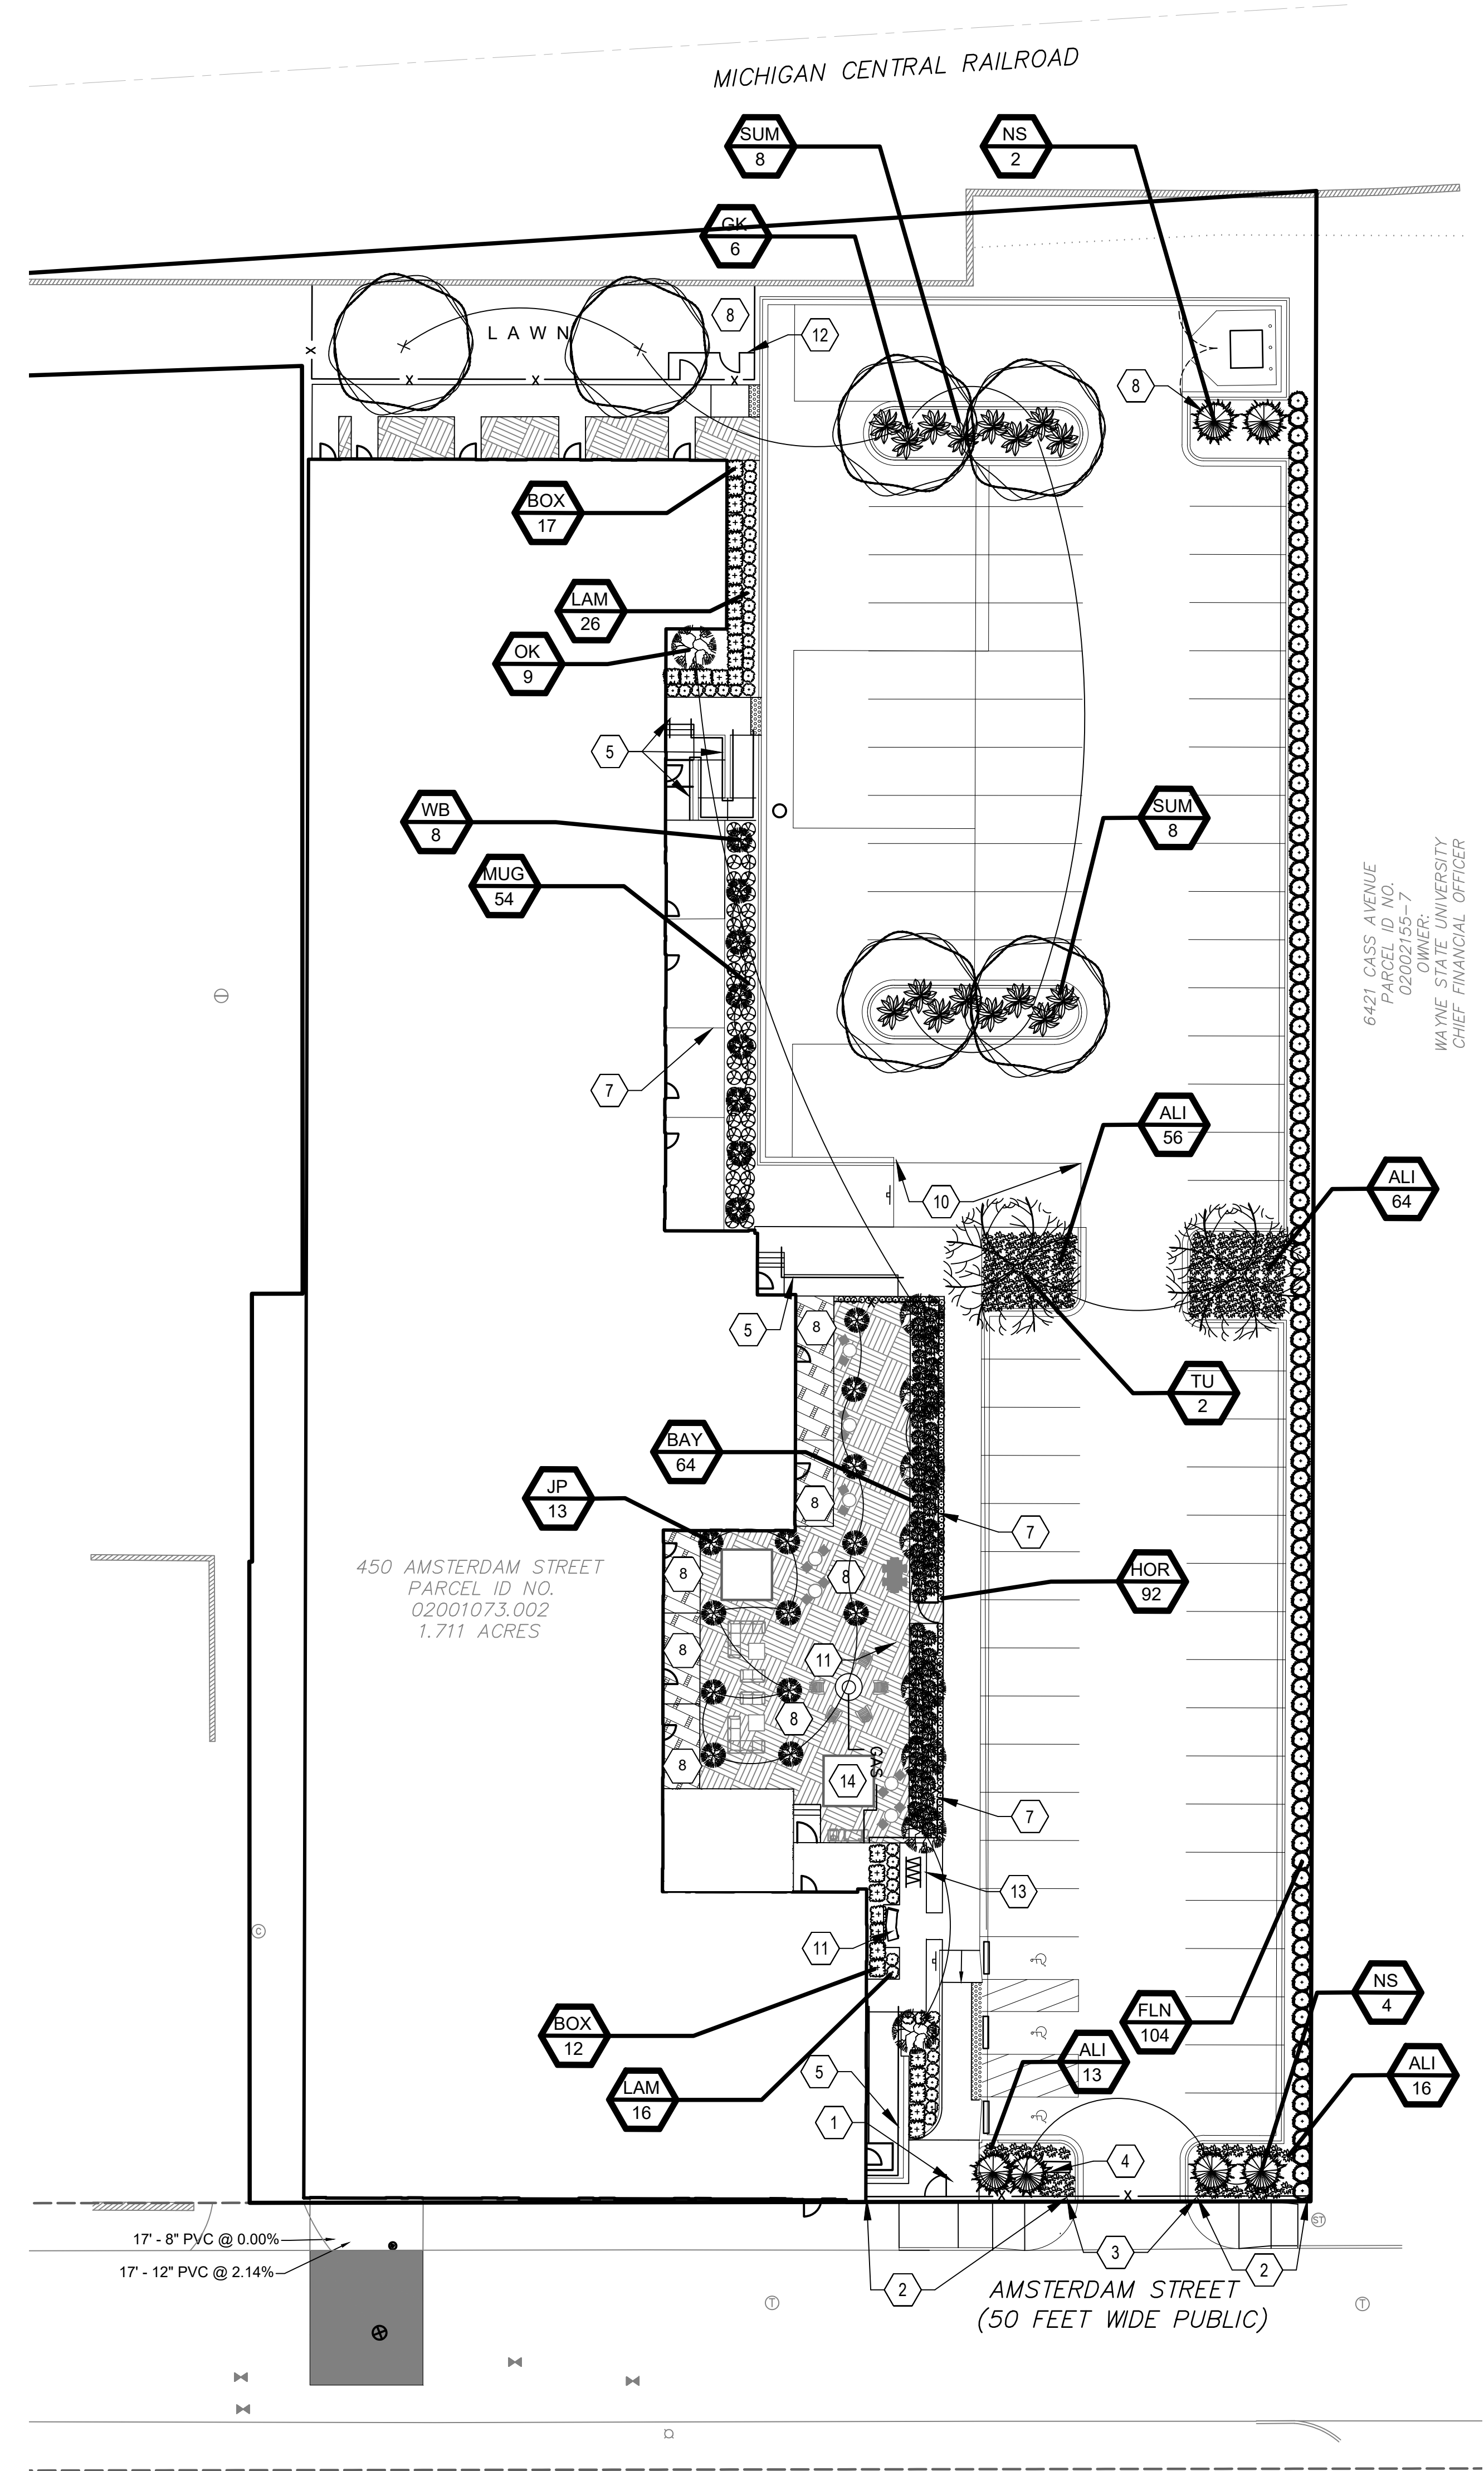 MICHIGAN CENTRAL RAILROAD
SUM
8
NS
2
GK
6
8
LAWN
12
8
BOX
17
LAM
26
OK
9
5
WB
8
SUM
8
MUG
54
6421 CASS AVENUE
PARCEL ID NO.
02002155-7
OWNER:
WAYNE STATE UNIVERSITY
CHIEF FINANCIAL OFFICER
7
ALI
56
ALI
64
10
5
8
TU
2
BAY
64
JP
13
8
7
450 AMSTERDAM STREET
PARCEL ID NO.
02001073.002
1.711 ACRES
8
8
HOR
92
8
11
8
8
GAS
14
7
13
11
NS
4
BOX
12
FLN
104
ALI
13
ALI
16
LAM
16
5
1
4
C
ST
17' - 8" PVC @ 0.00%
17' - 12" PVC @ 2.14%
3
2
2
AMSTERDAM STREET
(50 FEET WIDE PUBLIC)
T
T